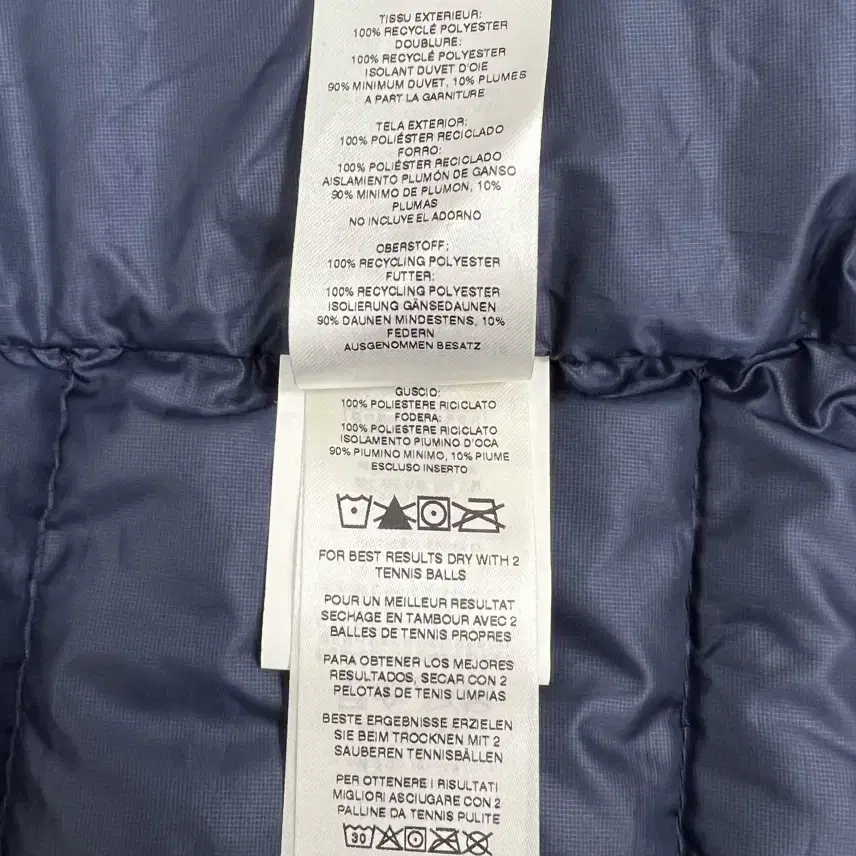 TISSU EXTERIEUR:
100% RECYCLÉ POLYESTER
DOUBLURE:
100% RECYCLÉ POLYESTER
ISOLANT DUVET D'OIE
90% MINIMUM DUVET, 10% PLUMES
A PART LA GARNITURE
TELA EXTERIOR:
100% POLIÉSTER RECICLADO
FORRO:
100% POLIÉSTER RECICLADO
AISLAMIENTO PLUMÓN DE GANSO
90% MINIMO DE PLUMON, 10%
PLUMAS
NO INCLUYE EL ADORNO
OBERSTOFF:
100% RECYCLING POLYESTER
FUTTER:
100% RECYCLING POLYESTER
ISOLIERUNG GÄNSEDAUNEN
90% DAUNEN MINDESTENS, 10%
FEDERN
AUSGENOMMEN BESATZ
GUSCIO:
100% POLIESTERE RICICLATO
FODERA:
100% POLIESTERE RICICLATO
ISOLAMENTO PIUMINO D'OCA
90% PIUMINO MINIMO, 10% PIUME
ESCLUSO INSERTO
FOR BEST RESULTS DRY WITH 2
TENNIS BALLS
POUR UN MEILLEUR RESULTAT
SECHAGE EN TAMBOUR AVEC 2
BALLES DE TENNIS PROPRES
PARA OBTENER LOS MEJORES
RESULTADOS, SECAR CON 2
PELOTAS DE TENIS LIMPIAS
BESTE ERGEBNISSE ERZIELEN
SIE BEIM TROCKNEN MIT 2
SAUBEREN TENNISBÄLLEN
PER OTTENERE I RISULTATI
MIGLIORI ASCIUGARE CON 2
PALLINE DA TENNIS PULITE
30